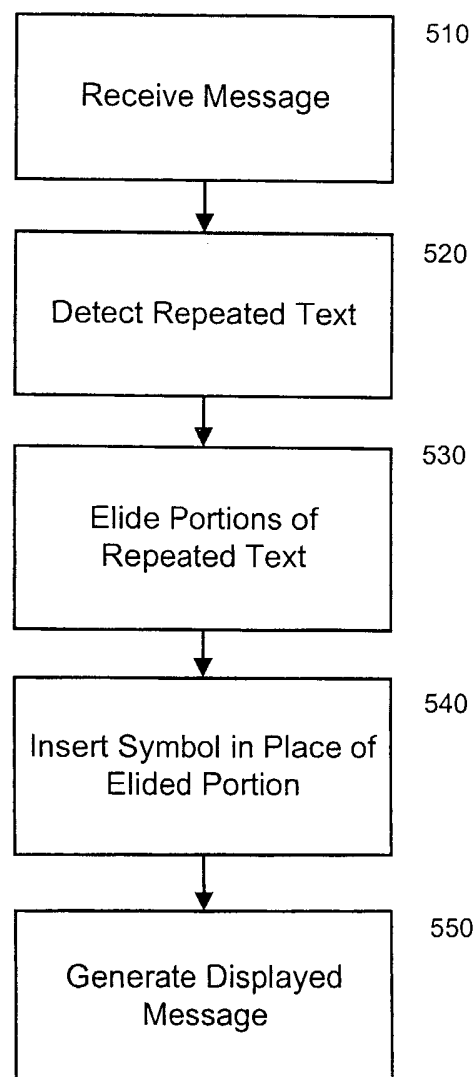 510
Receive Message
520
Detect Repeated Text
530
Elide Portions of
Repeated Text
540
Insert Symbol in Place of
Elided Portion
550
Generate Displayed
Message